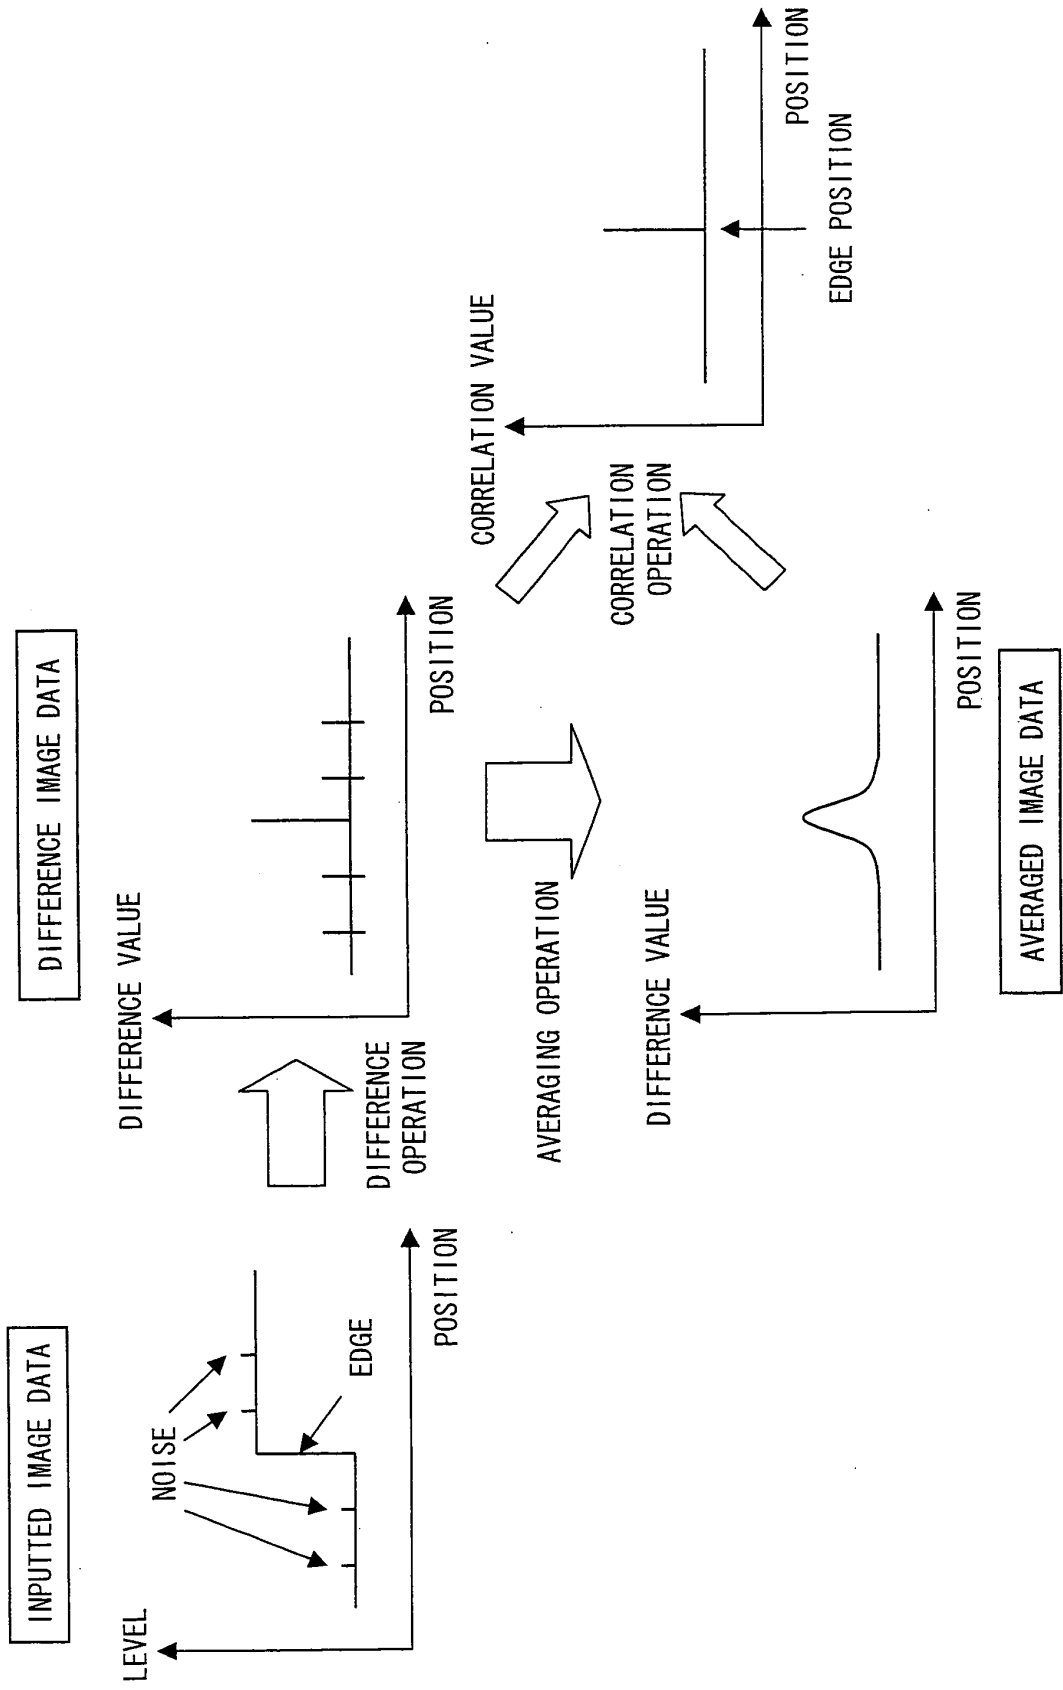 INPUTTED IMAGE DATA
LEVEL
NOISE
EDGE
POSITION
DIFFERENCE
OPERATION
DIFFERENCE IMAGE DATA
DIFFERENCE VALUE
POSITION
AVERAGING OPERATION
DIFFERENCE VALUE
POSITION
AVERAGED IMAGE DATA
CORRELATION
OPERATION
CORRELATION VALUE
POSITION
EDGE POSITION